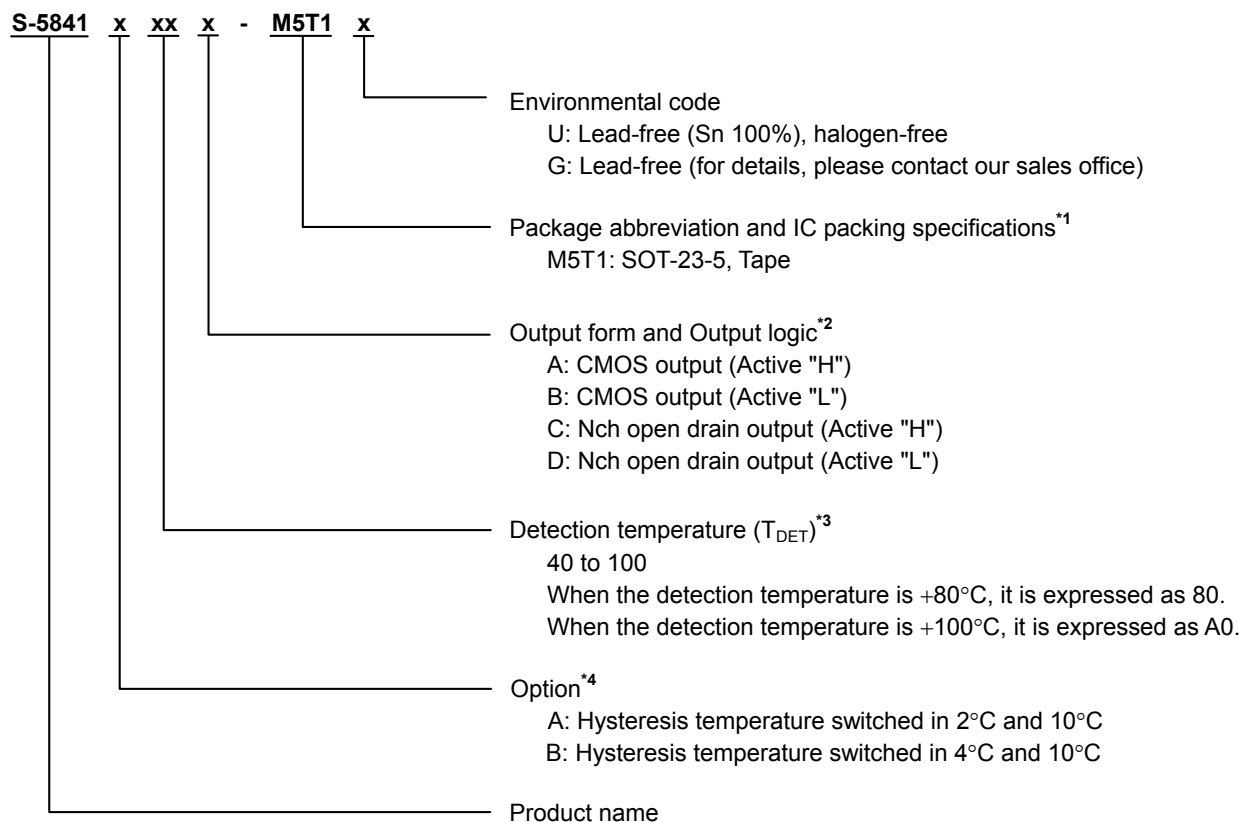 S-5841 x xx x - M5T1 x
Environmental code
U: Lead-free (Sn 100%), halogen-free
G: Lead-free (for details, please contact our sales office)
Package abbreviation and IC packing specifications*1
M5T1: SOT-23-5, Tape
Output form and Output logic*2
A: CMOS output (Active "H")
B: CMOS output (Active "L")
C: Nch open drain output (Active "H")
D: Nch open drain output (Active "L")
Detection temperature (TDET)*3
40 to 100
When the detection temperature is +80°C, it is expressed as 80.
When the detection temperature is +100°C, it is expressed as A0.
Option*4
A: Hysteresis temperature switched in 2°C and 10°C
B: Hysteresis temperature switched in 4°C and 10°C
Product name